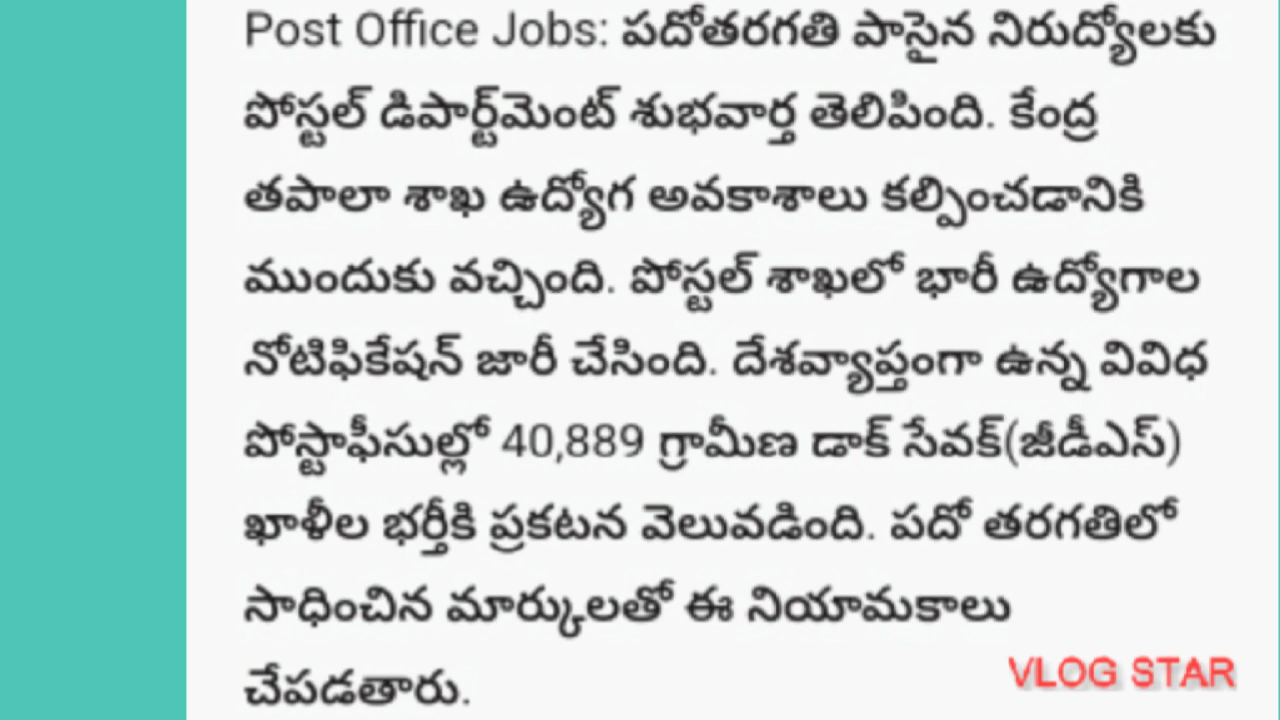 Post Office Jobs: పదోతరగతి పాసైన నిరుద్యోలకు
పోస్టల్ డిపార్ట్‌మెంట్ శుభవార్త తెలిపింది. కేంద్ర
తపాలా శాఖ ఉద్యోగ అవకాశాలు కల్పించడానికి
ముందుకు వచ్చింది. పోస్టల్ శాఖలో భారీ ఉద్యోగాల
నోటిఫికేషన్ జారీ చేసింది. దేశవ్యాప్తంగా ఉన్న వివిధ
పోస్టాఫీసుల్లో 40,889 గ్రామీణ డాక్ సేవక్(జీడీఎస్)
ఖాళీల భర్తీకి ప్రకటన వెలువడింది. పదో తరగతిలో
సాధించిన మార్కులతో ఈ నియామకాలు
చేపడతారు.
VLOG STAR